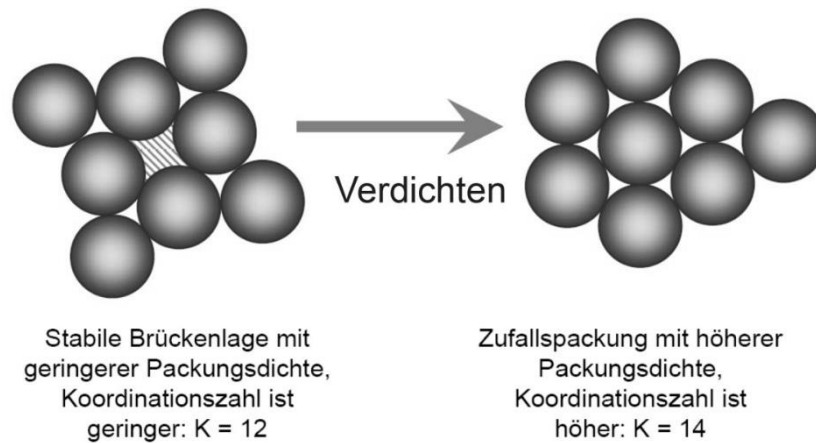 Verdichten
Stabile Brückenlage mit
geringerer Packungsdichte,
Koordinationszahl ist
geringer: K = 12
Zufallspackung mit höherer
Packungsdichte,
Koordinationszahl ist
höher: K = 14